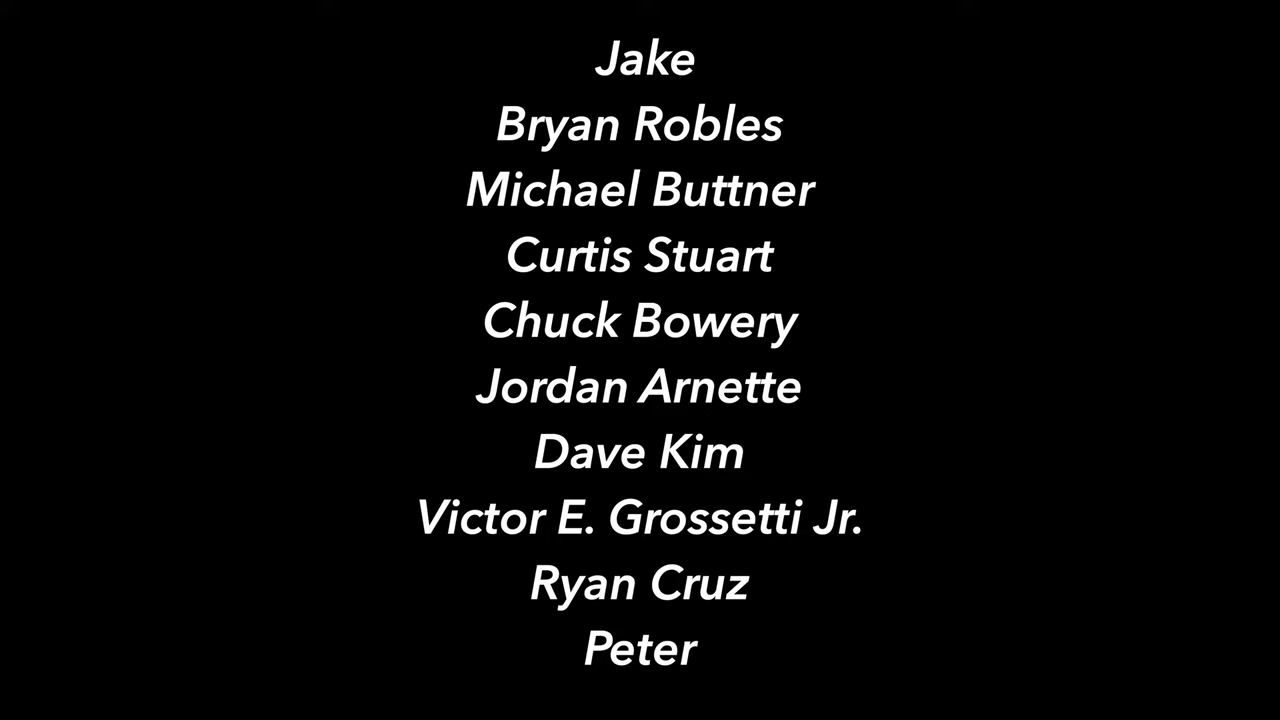 Jake
Bryan Robles
Michael Buttner
Curtis Stuart
Chuck Bowery
Jordan Arnette
Dave Kim
Victor E. Grossetti Jr.
Ryan Cruz
Peter